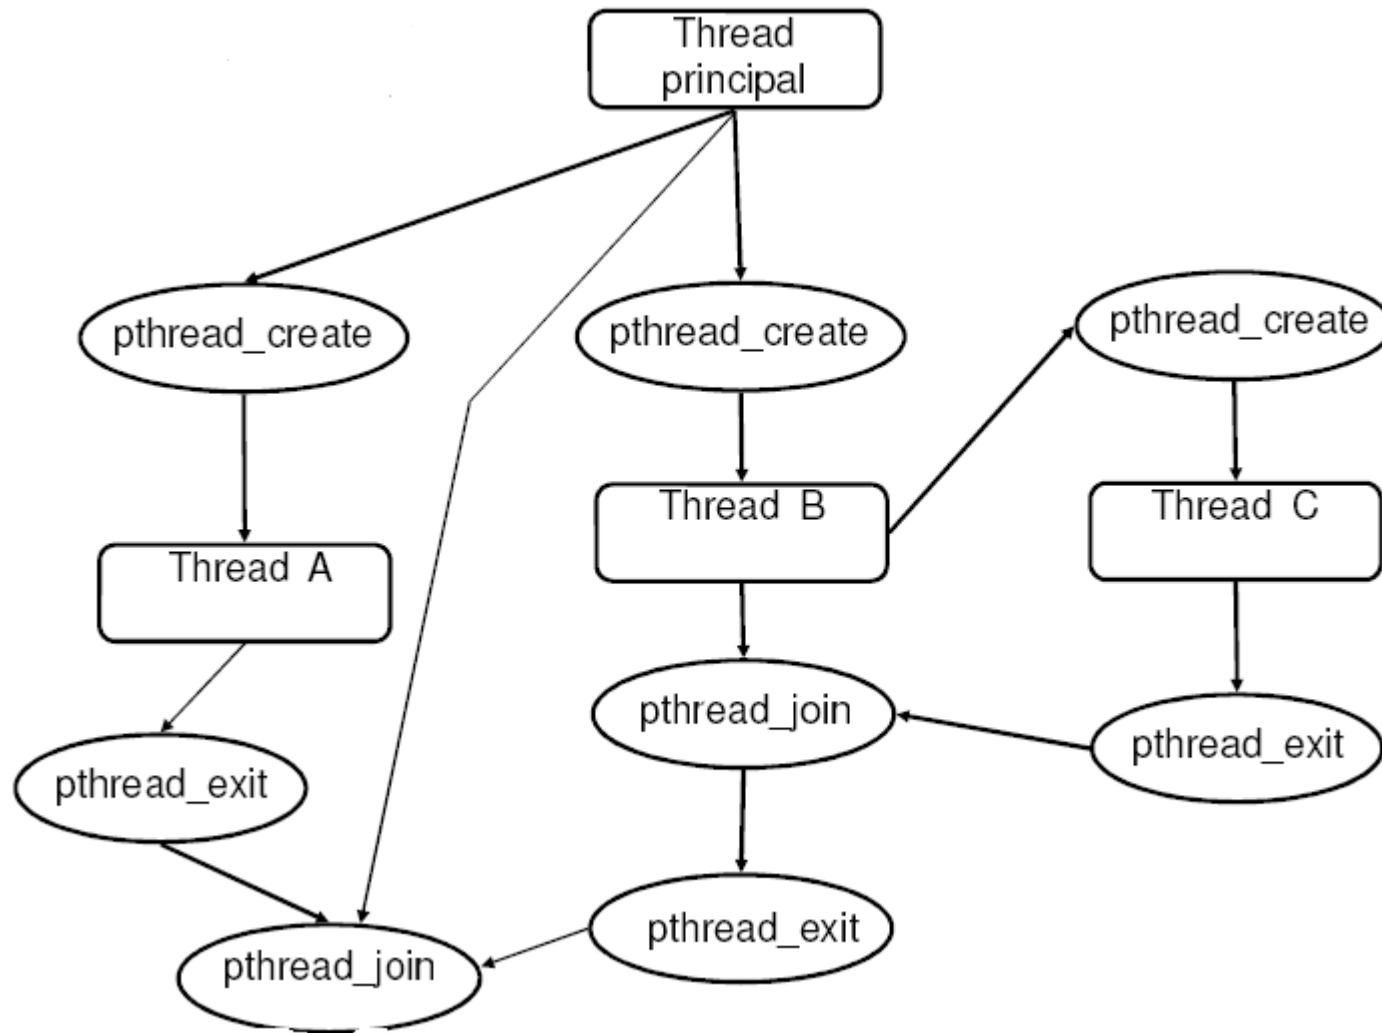 Thread
principal
pthread_create
pthread_create
pthread_create
Thread B
Thread C
Thread A
pthread_join
pthread_exit
pthread_exit
pthread_exit
pthread_join